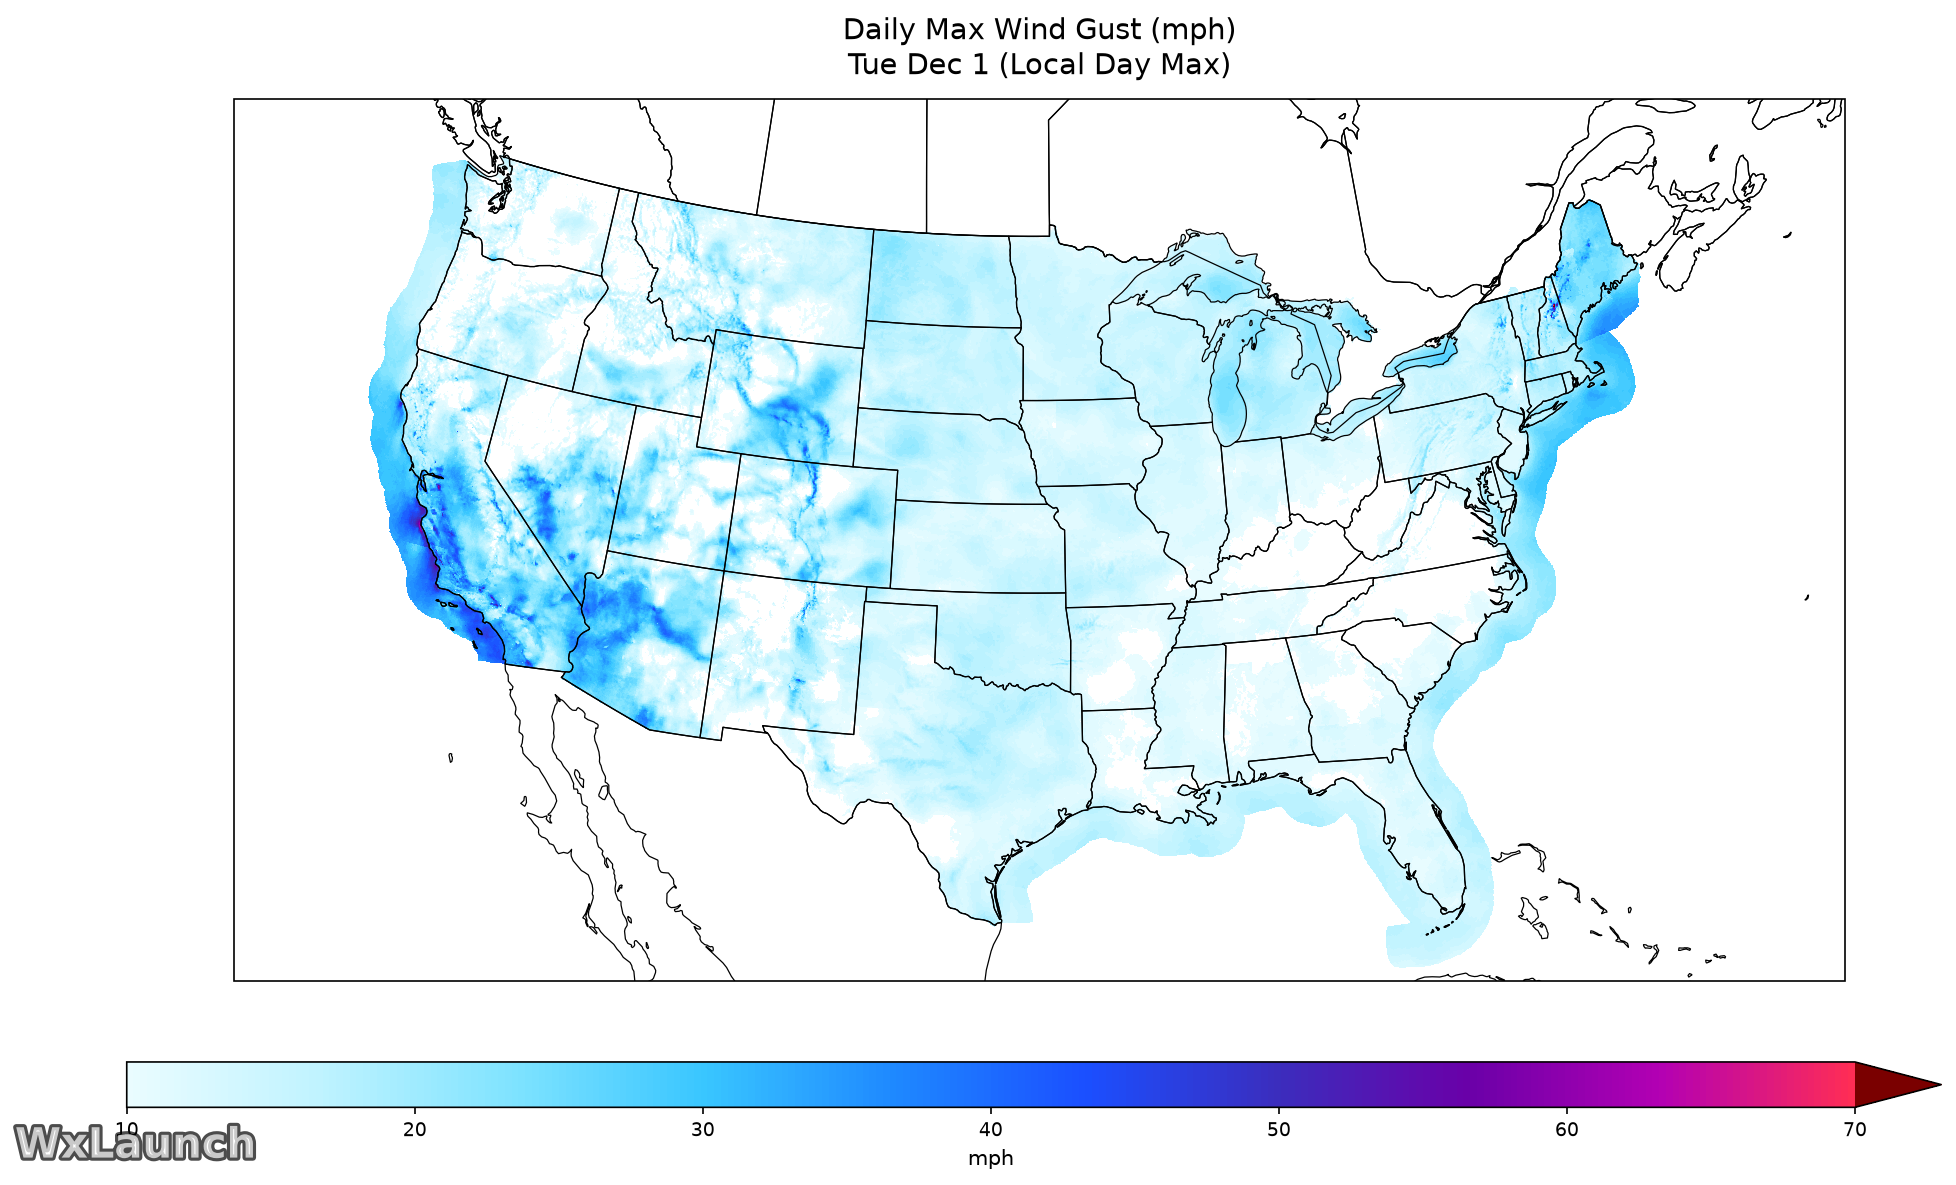 Daily Max Wind Gust (mph)
Tue Dec 1 (Local Day Max)
10 20 30 40 50 60 70
mph
WxLaunch